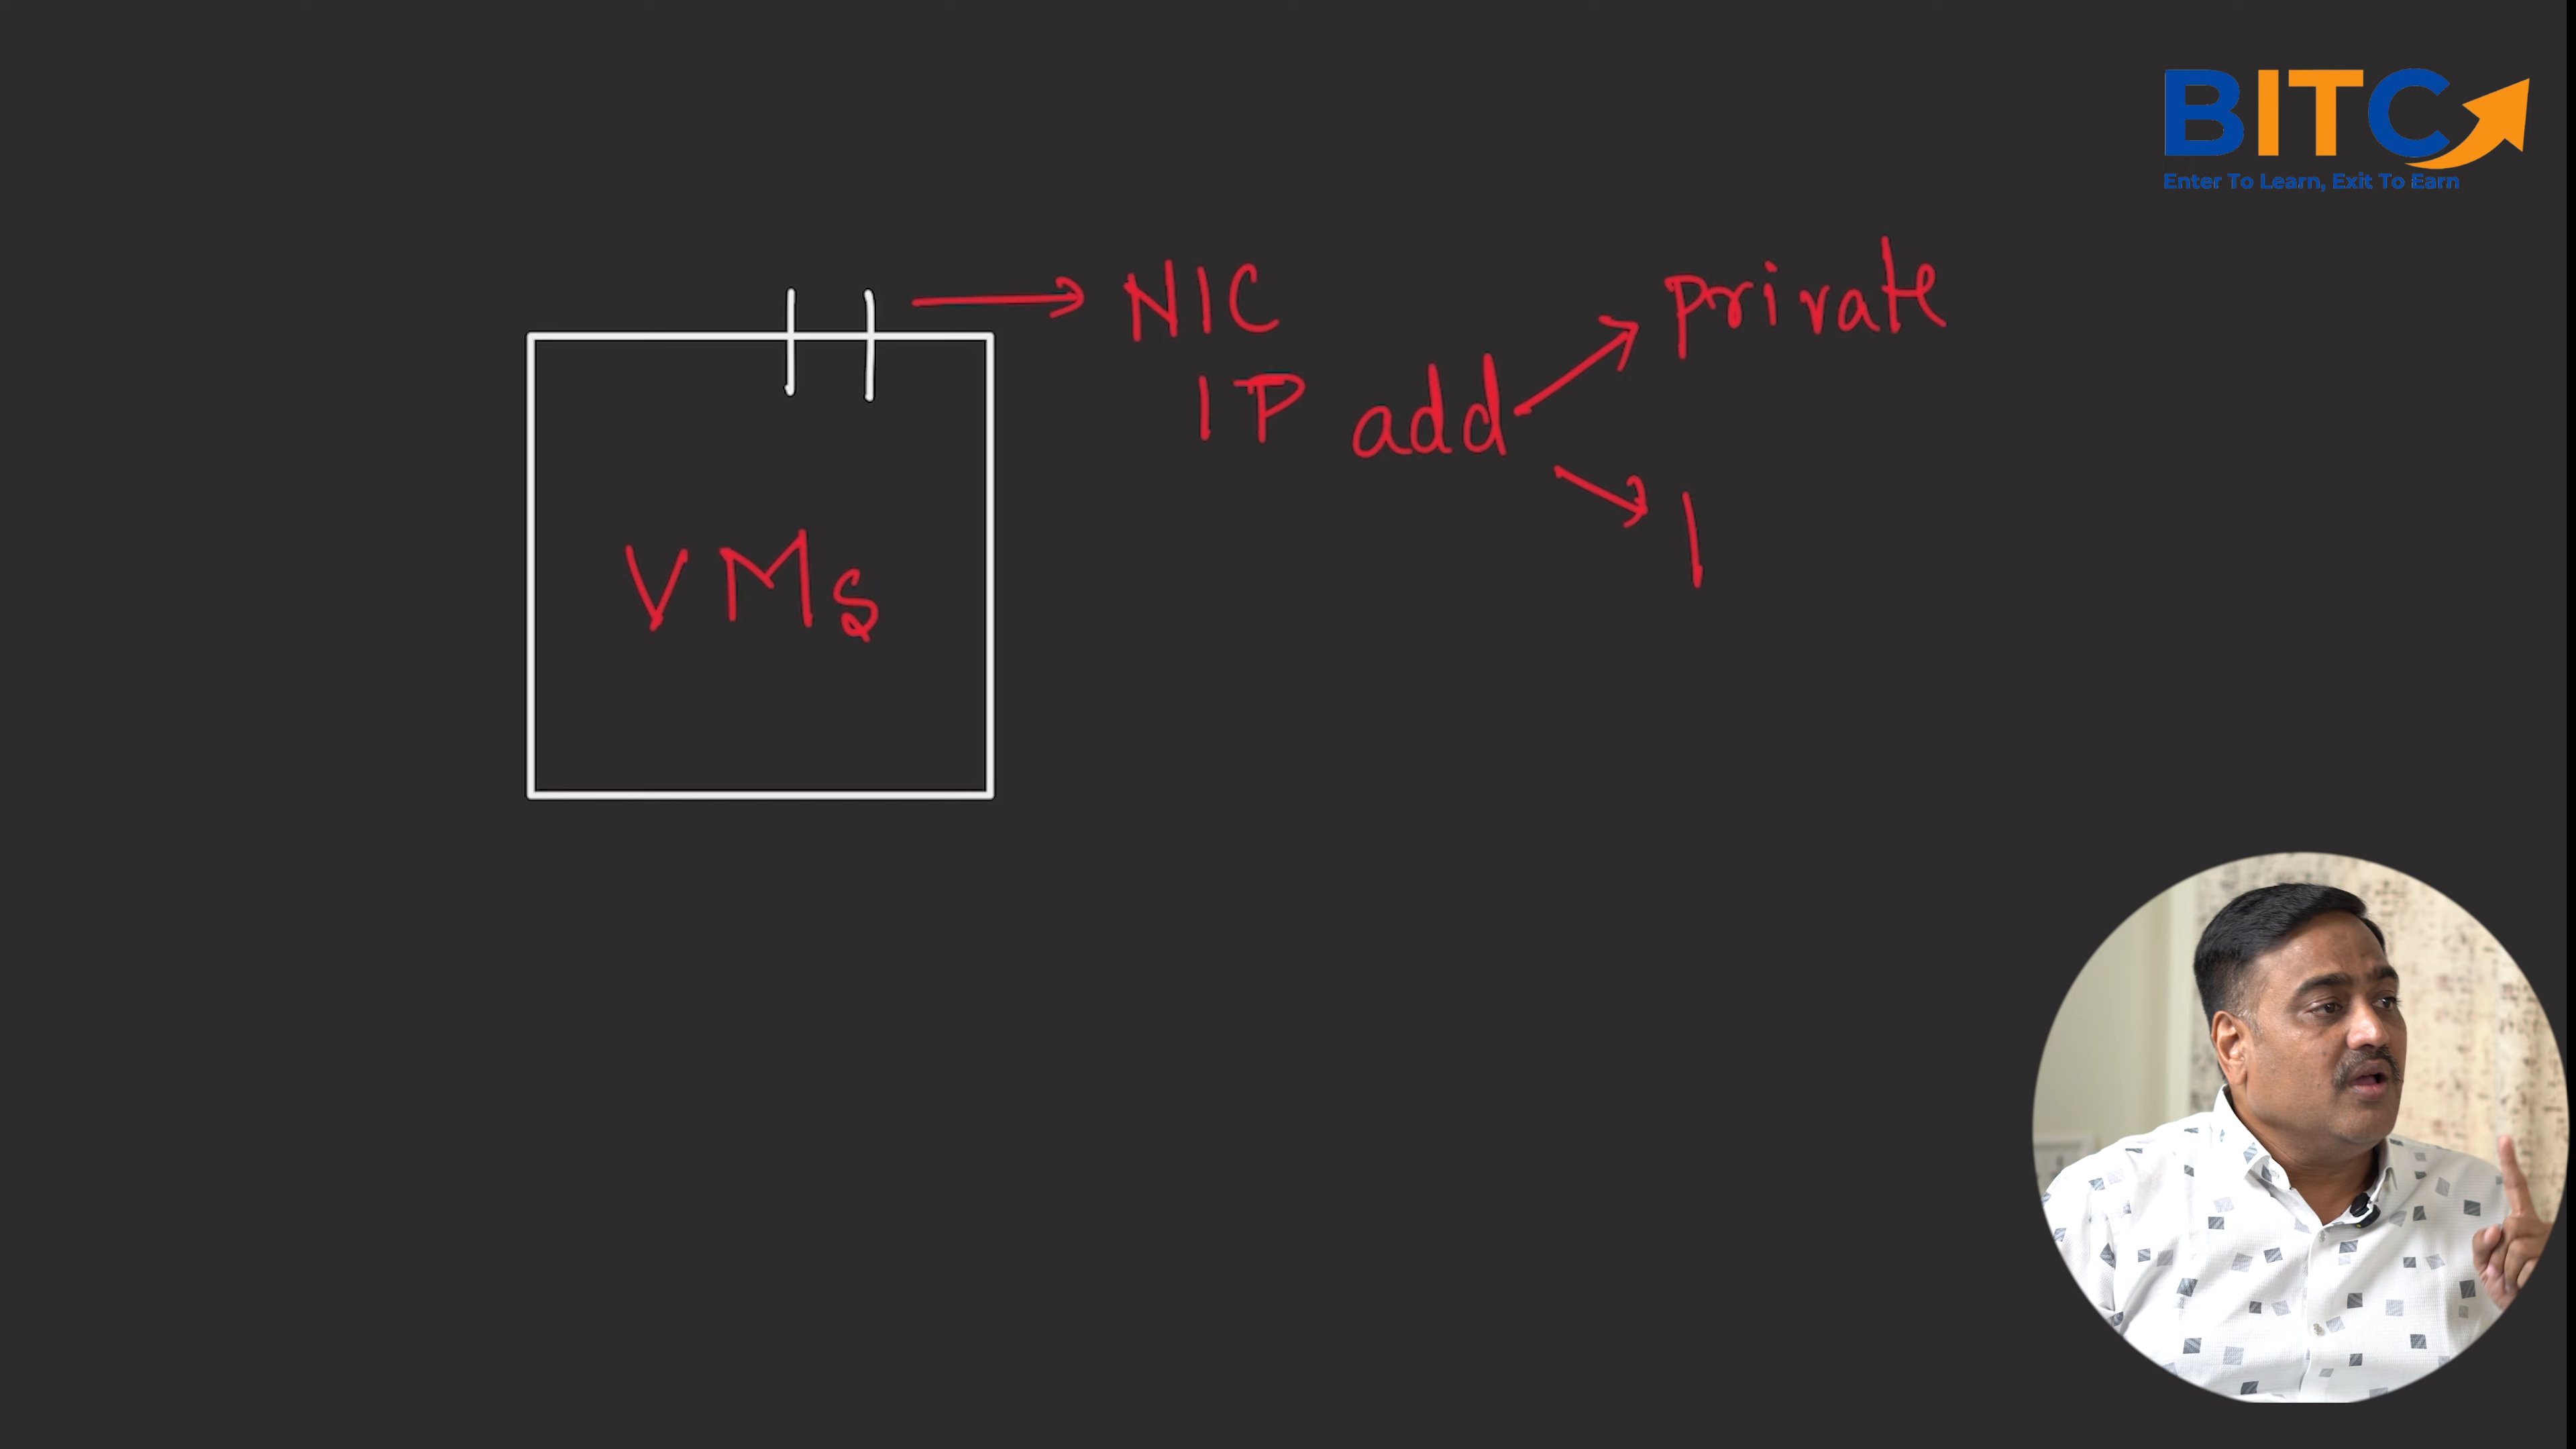 BITC
Enter To Learn, Exit To Earn
NIC
private
IP add
VMs